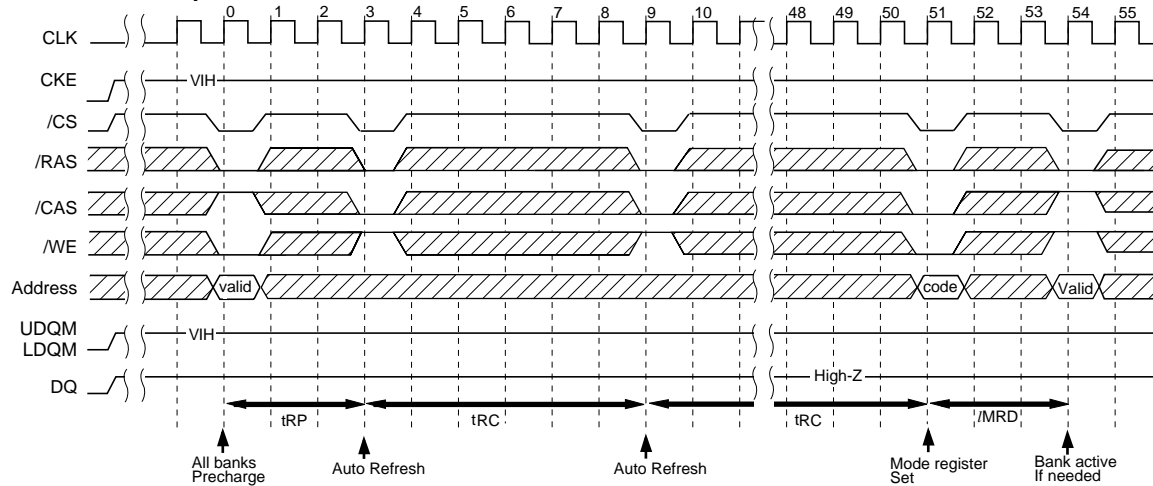 0 1 2 3 4 5 6 7 8 9 10 48 49 50 51 52 53 54 55
CLK
CKE VIH
/CS
/RAS
/CAS
/WE
Address valid code Valid
UDQM
LDQM
VIH
DQ High-Z
tRP tRC tRC lMRD
All banks
Precharge
Auto Refresh
Auto Refresh
Mode register
Set
Bank active
If needed